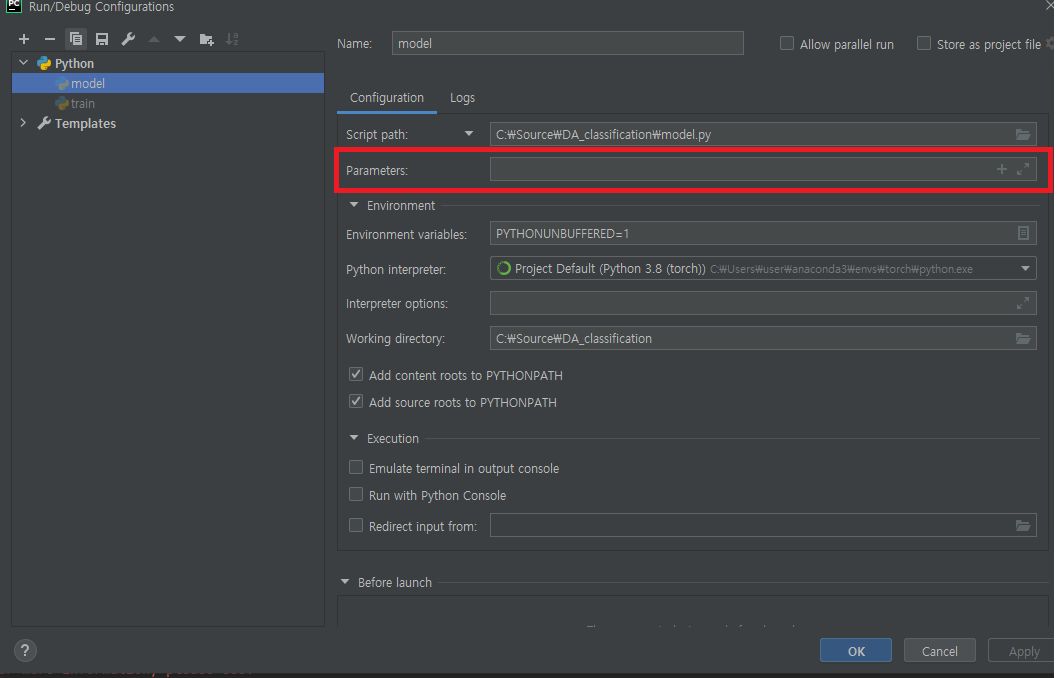 PC Run/Debug Configurations
Name: model Allow parallel run Store as project file
Python
model
train
Templates
Configuration Logs
Script path: C:₩Source₩DA_classification₩model.py
Parameters:
Environment
Environment variables: PYTHONUNBUFFERED=1
Python interpreter: Project Default (Python 3.8 (torch)) C:₩Users₩user₩anaconda3₩envs₩torch₩python.exe
Interpreter options:
Working directory: C:₩Source₩DA_classification
Add content roots to PYTHONPATH
Add source roots to PYTHONPATH
Execution
Emulate terminal in output console
Run with Python Console
Redirect input from:
Before launch
? OK Cancel Apply